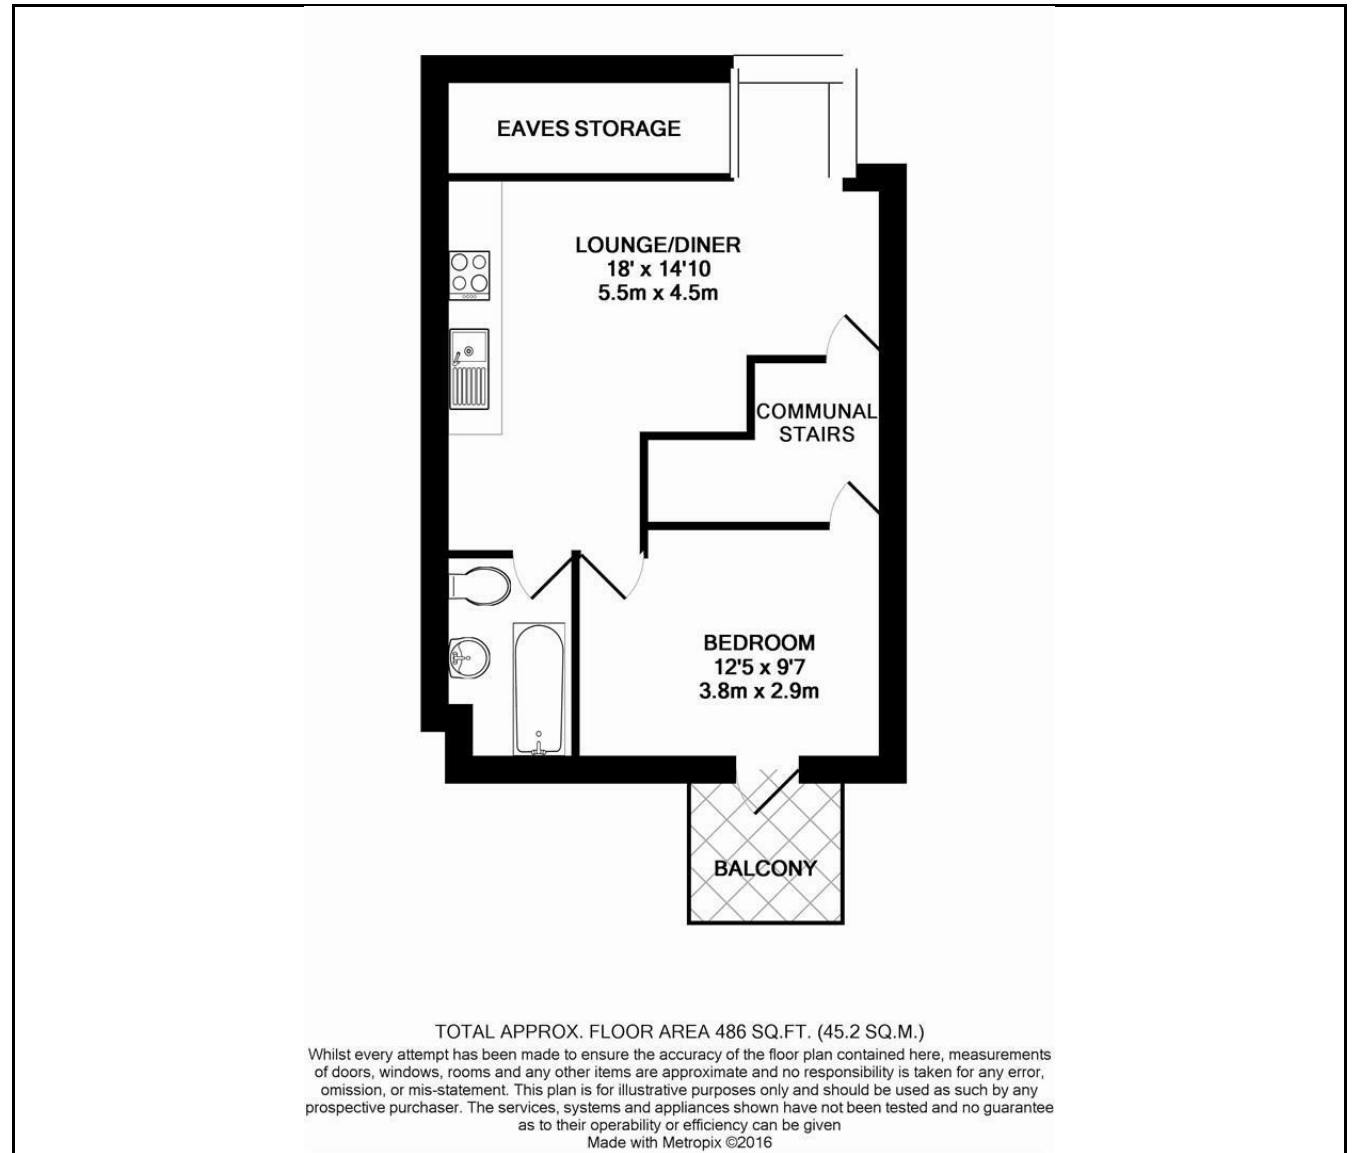 EAVES STORAGE
LOUNGE/DINER
18' x 14'10
5.5m x 4.5m
COMMUNAL
STAIRS
BEDROOM
12'5 x 9'7
3.8m x 2.9m
BALCONY
TOTAL APPROX. FLOOR AREA 486 SQ.FT. (45.2 SQ.M.)
Whilst every attempt has been made to ensure the accuracy of the floor plan contained here, measurements
of doors, windows, rooms and any other items are approximate and no responsibility is taken for any error,
omission, or mis-statement. This plan is for illustrative purposes only and should be used as such by any
prospective purchaser. The services, systems and appliances shown have not been tested and no guarantee
as to their operability or efficiency can be given
Made with Metropix ©2016